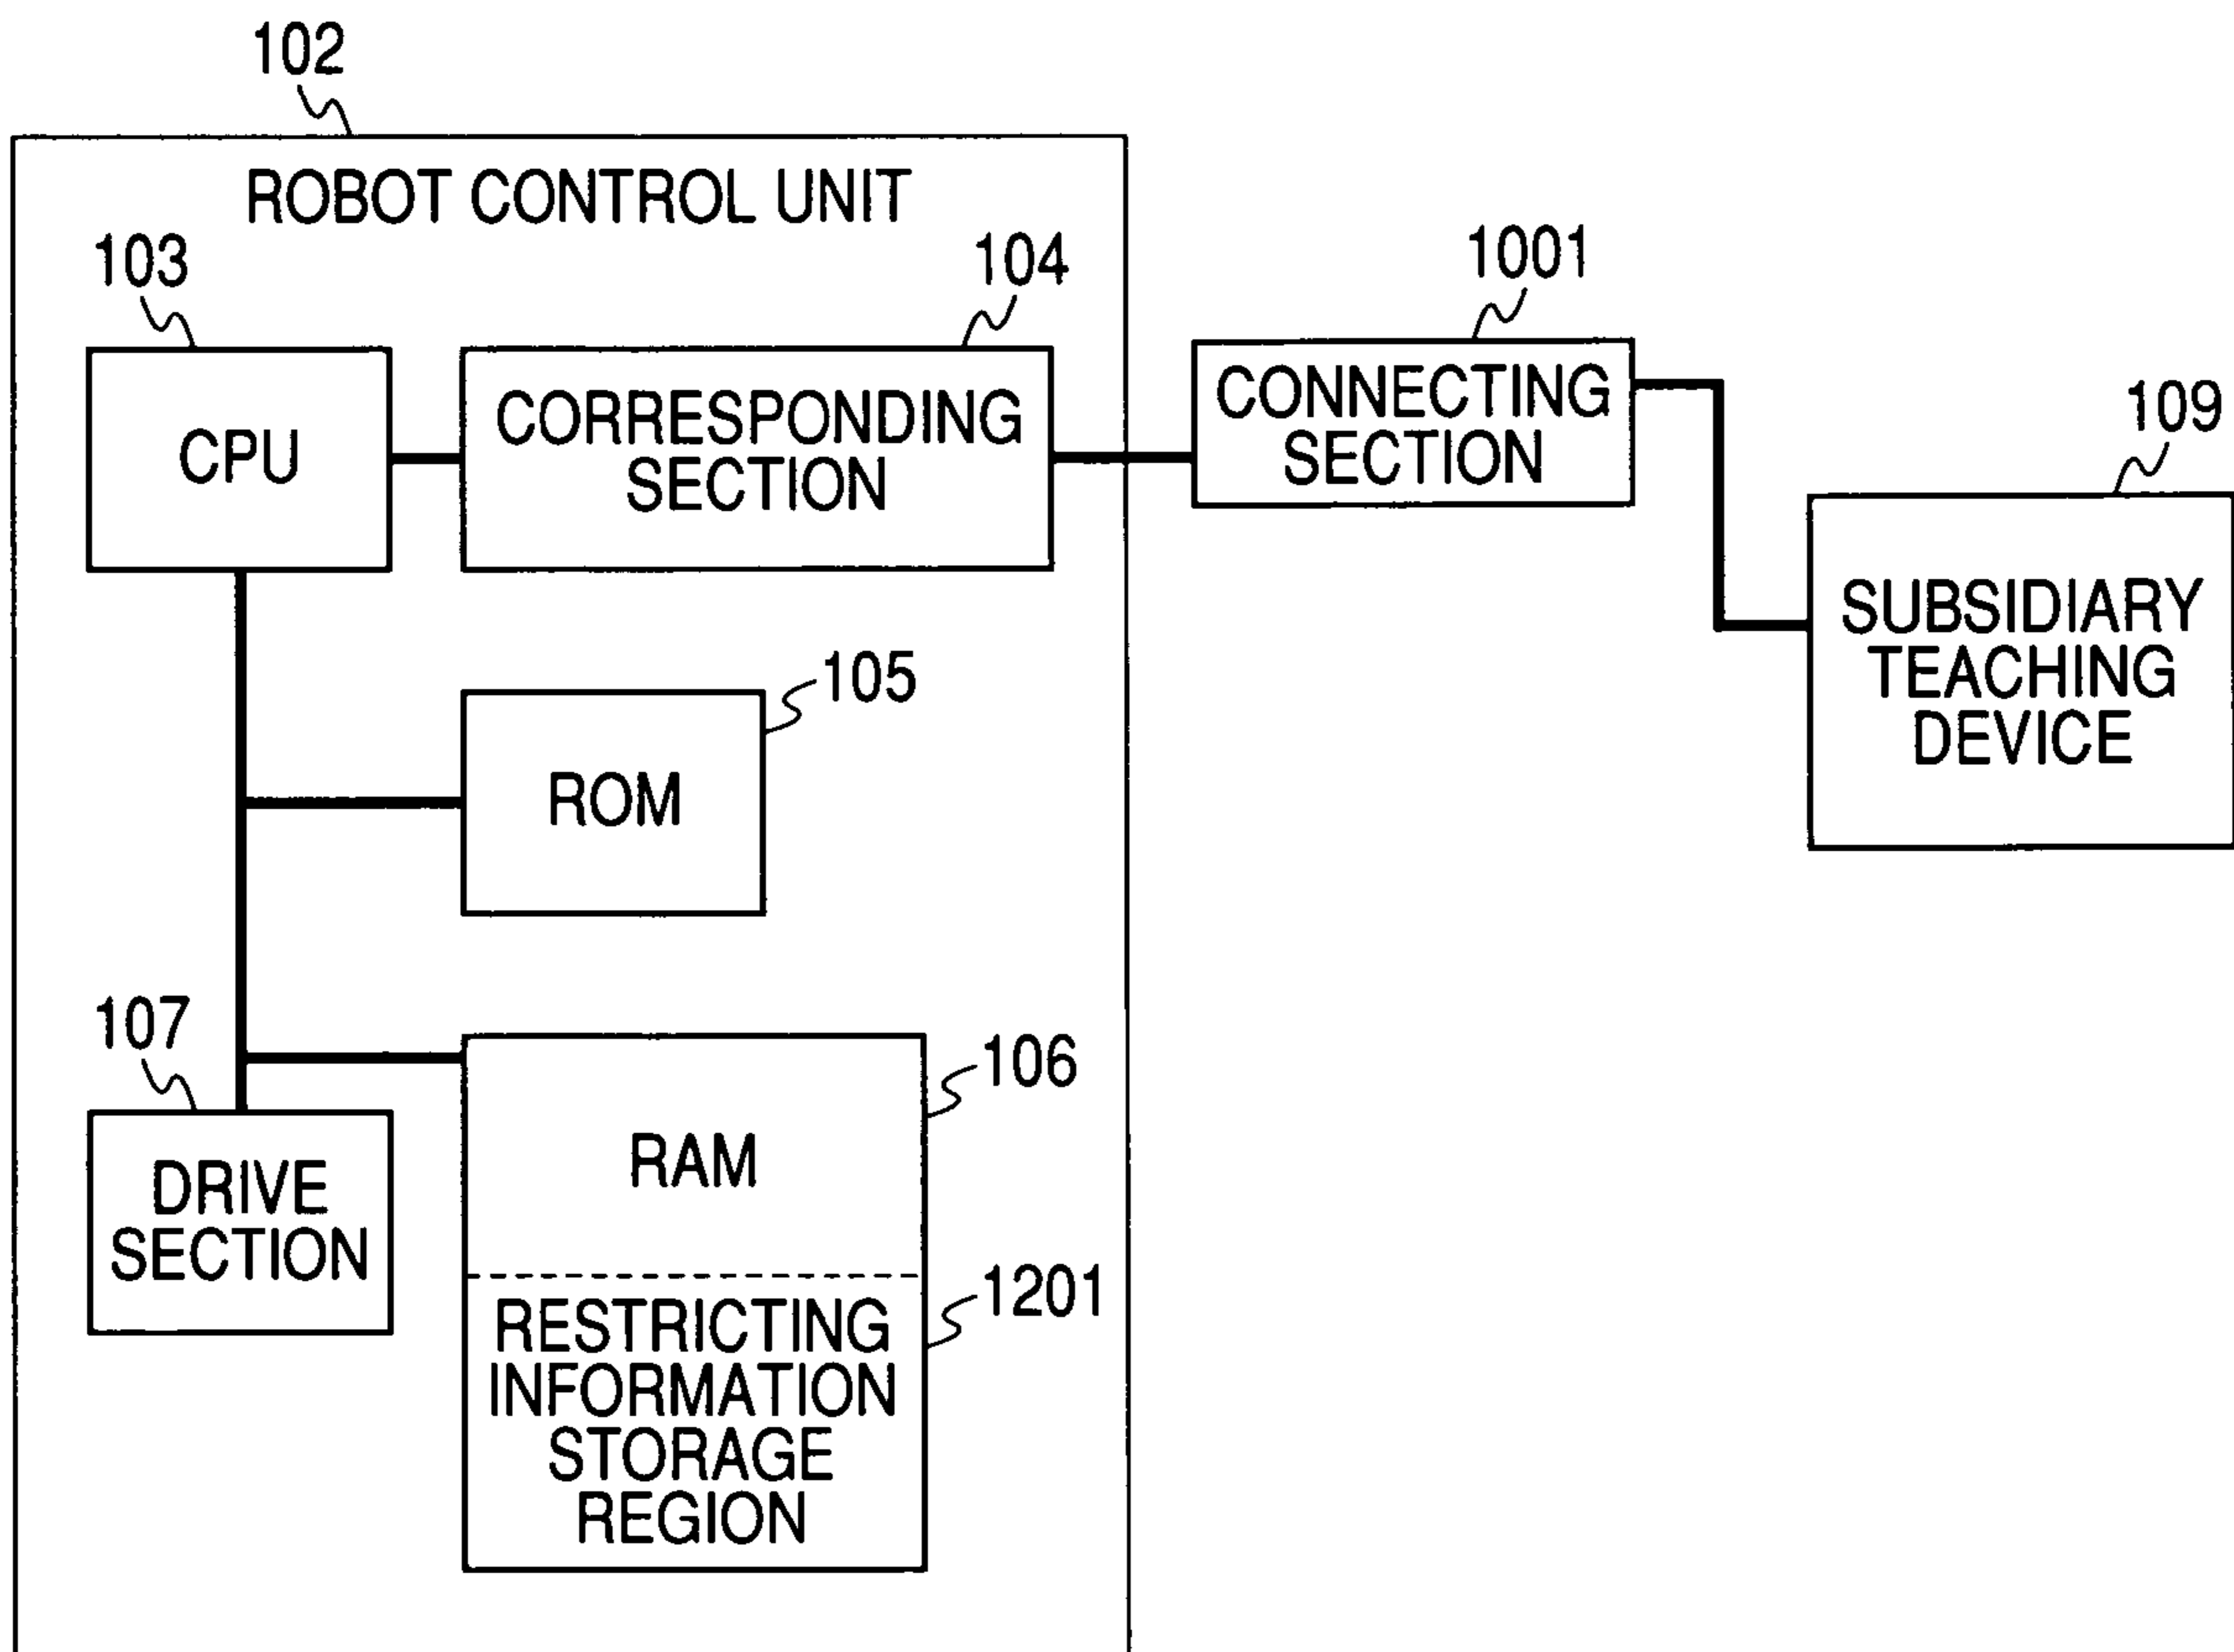 102
ROBOT CONTROL UNIT
103
104
1001
CPU
CORRESPONDING
SECTION
CONNECTING
SECTION
109
SUBSIDIARY
TEACHING
DEVICE
105
ROM
107
106
DRIVE
SECTION
RAM
1201
RESTRICTING
INFORMATION
STORAGE
REGION